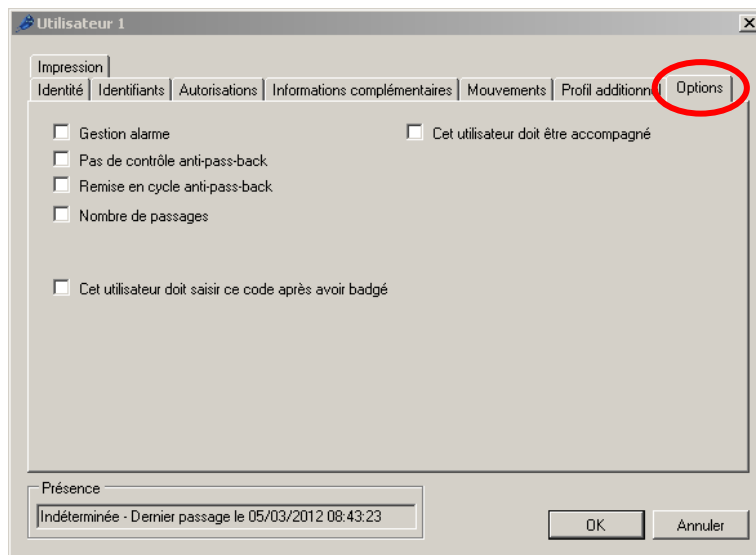 Utilisateur 1
Impression
Identité Identifiants Autorisations Informations complémentaires Mouvements Profil additionnel Options
Gestion alarme Cet utilisateur doit être accompagné
Pas de contrôle anti-pass-back
Remise en cycle anti-pass-back
Nombre de passages
Cet utilisateur doit saisir ce code après avoir badgé
Présence
Indéterminée - Dernier passage le 05/03/2012 08:43:23
OK Annuler